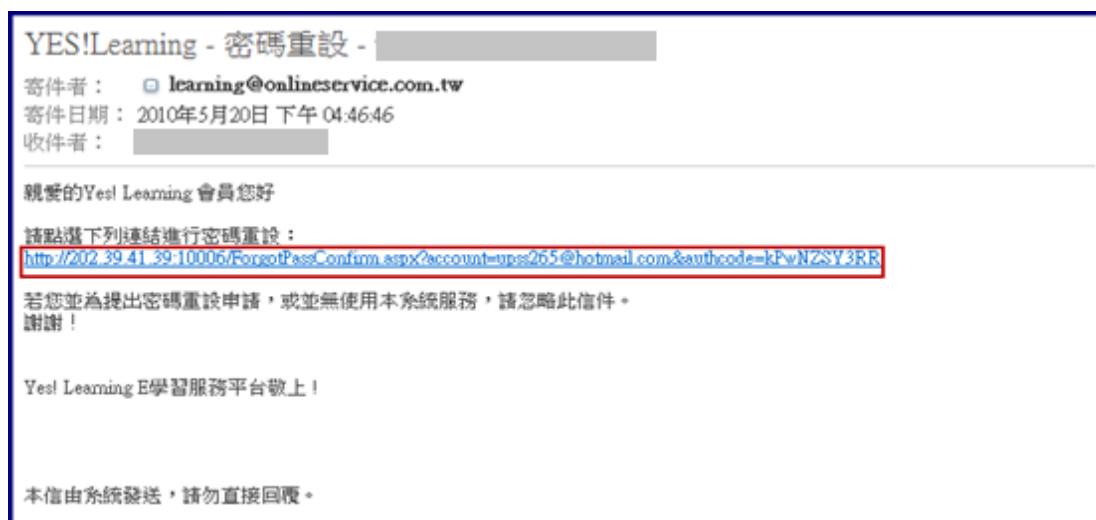 YES!Learning - 密碼重設 -
寄件者： learning@onlineservice.com.tw
寄件日期： 2010年5月20日 下午 04:46:46
收件者：
親愛的Yes! Learning 會員您好
請點選下列連結進行密碼重設：
http://202.39.41.39:10006/ForgotPassConfirm.aspx?account=upss265@hotmail.com&authcode=kPwNZSY3RR
若您並為提出密碼重設申請，或並無使用本系統服務，請忽略此信件。
謝謝！
Yes! Learning E學習服務平台敬上！
本信由系統發送，請勿直接回覆。